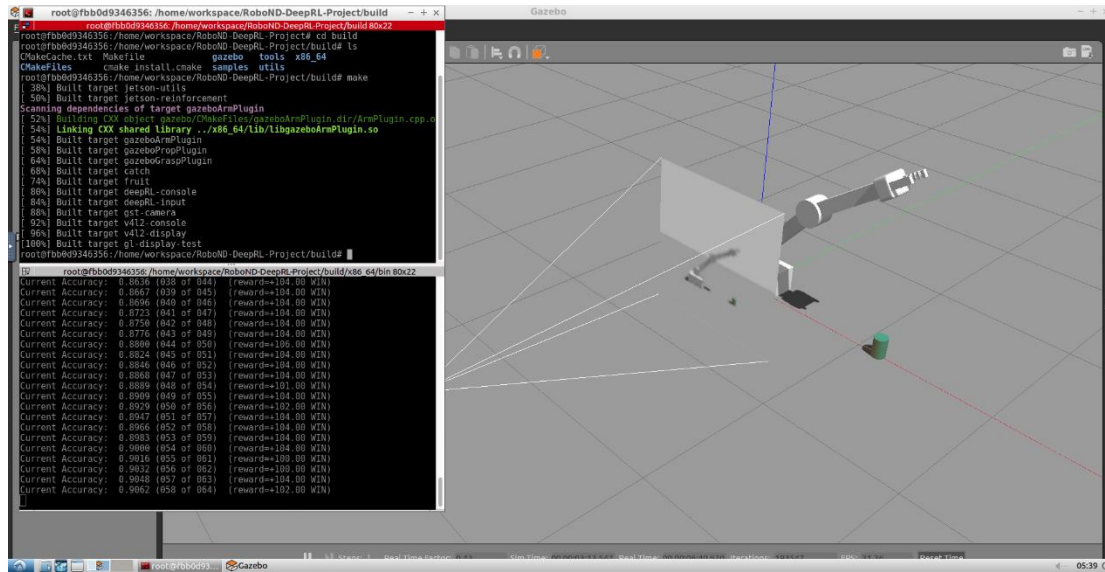 root@fbb0d9346356: /home/workspace/RoboND-DeepRL-Project/build
Gazebo
root@fbb0d9346356: /home/workspace/RoboND-DeepRL-Project/build 80x22
root@fbb0d9346356:/home/workspace/RoboND-DeepRL-Project# cd build
root@fbb0d9346356:/home/workspace/RoboND-DeepRL-Project/build# ls
CMakeCache.txt Makefile gazebo tools x86_64
CMakeFiles cmake_install.cmake samples utils
root@fbb0d9346356:/home/workspace/RoboND-DeepRL-Project/build# make
[ 38%] Built target jetson-utils
[ 50%] Built target jetson-reinforcement
Scanning dependencies of target gazeboArmPlugin
[ 52%] Building CXX object gazebo/CMakeFiles/gazeboArmPlugin.dir/ArmPlugin.cpp.o
[ 54%] Linking CXX shared library ../x86_64/lib/libgazeboArmPlugin.so
[ 54%] Built target gazeboArmPlugin
[ 58%] Built target gazeboPropPlugin
[ 64%] Built target gazeboGraspPlugin
[ 68%] Built target catch
[ 74%] Built target fruit
[ 80%] Built target deepRL-console
[ 84%] Built target deepRL-input
[ 88%] Built target gst-camera
[ 92%] Built target v4l2-console
[ 96%] Built target v4l2-display
[100%] Built target gl-display-test
root@fbb0d9346356:/home/workspace/RoboND-DeepRL-Project/build#
root@fbb0d9346356: /home/workspace/RoboND-DeepRL-Project/build/x86_64/bin 80x22
Current Accuracy: 0.8636 (038 of 044) (reward=+104.00 WIN)
Current Accuracy: 0.8667 (039 of 045) (reward=+104.00 WIN)
Current Accuracy: 0.8696 (040 of 046) (reward=+104.00 WIN)
Current Accuracy: 0.8723 (041 of 047) (reward=+104.00 WIN)
Current Accuracy: 0.8750 (042 of 048) (reward=+104.00 WIN)
Current Accuracy: 0.8776 (043 of 049) (reward=+104.00 WIN)
Current Accuracy: 0.8800 (044 of 050) (reward=+106.00 WIN)
Current Accuracy: 0.8824 (045 of 051) (reward=+104.00 WIN)
Current Accuracy: 0.8846 (046 of 052) (reward=+104.00 WIN)
Current Accuracy: 0.8868 (047 of 053) (reward=+104.00 WIN)
Current Accuracy: 0.8889 (048 of 054) (reward=+101.00 WIN)
Current Accuracy: 0.8909 (049 of 055) (reward=+104.00 WIN)
Current Accuracy: 0.8929 (050 of 056) (reward=+102.00 WIN)
Current Accuracy: 0.8947 (051 of 057) (reward=+104.00 WIN)
Current Accuracy: 0.8966 (052 of 058) (reward=+104.00 WIN)
Current Accuracy: 0.8983 (053 of 059) (reward=+104.00 WIN)
Current Accuracy: 0.9000 (054 of 060) (reward=+104.00 WIN)
Current Accuracy: 0.9016 (055 of 061) (reward=+100.00 WIN)
Current Accuracy: 0.9032 (056 of 062) (reward=+100.00 WIN)
Current Accuracy: 0.9048 (057 of 063) (reward=+104.00 WIN)
Current Accuracy: 0.9062 (058 of 064) (reward=+102.00 WIN)
Real Time Factor: Sim Time: Real Time: Iterations: FPS: Reset Time
root@fbb0d93... Gazebo 05:39